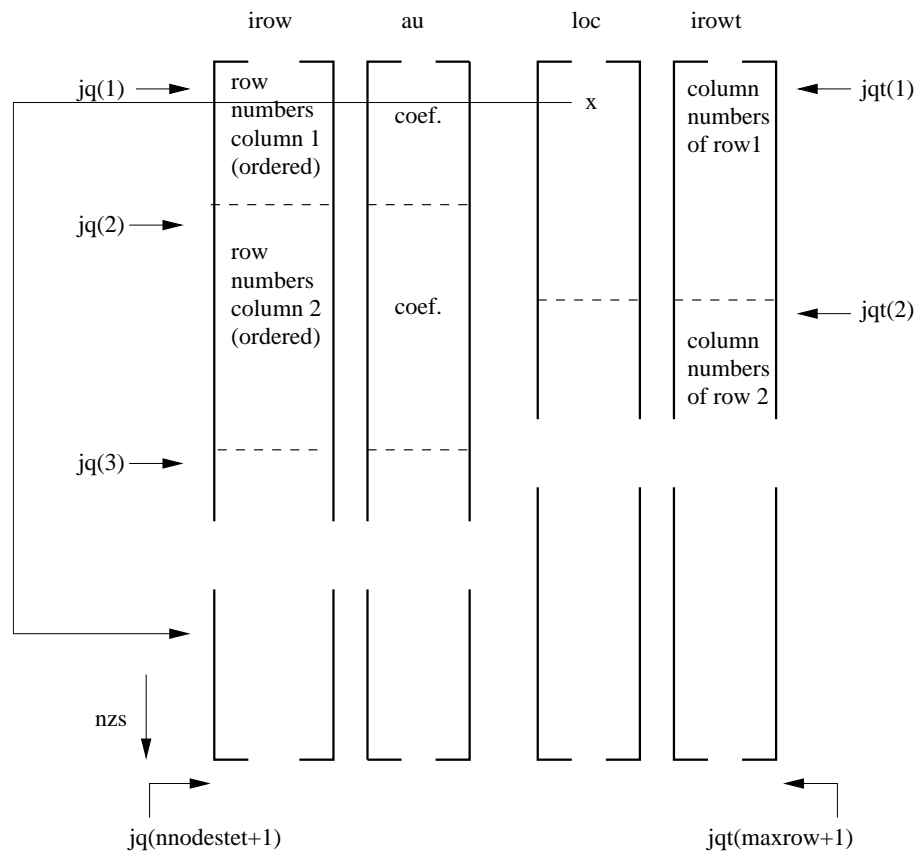 irow
au
loc
irowt
jq(1)
row
numbers
column 1
(ordered)
coef.
x
column
numbers
of row1
jqt(1)
jq(2)
row
numbers
column 2
(ordered)
coef.
column
numbers
of row 2
jqt(2)
jq(3)
nzs
jq(nnodestet+1)
jqt(maxrow+1)